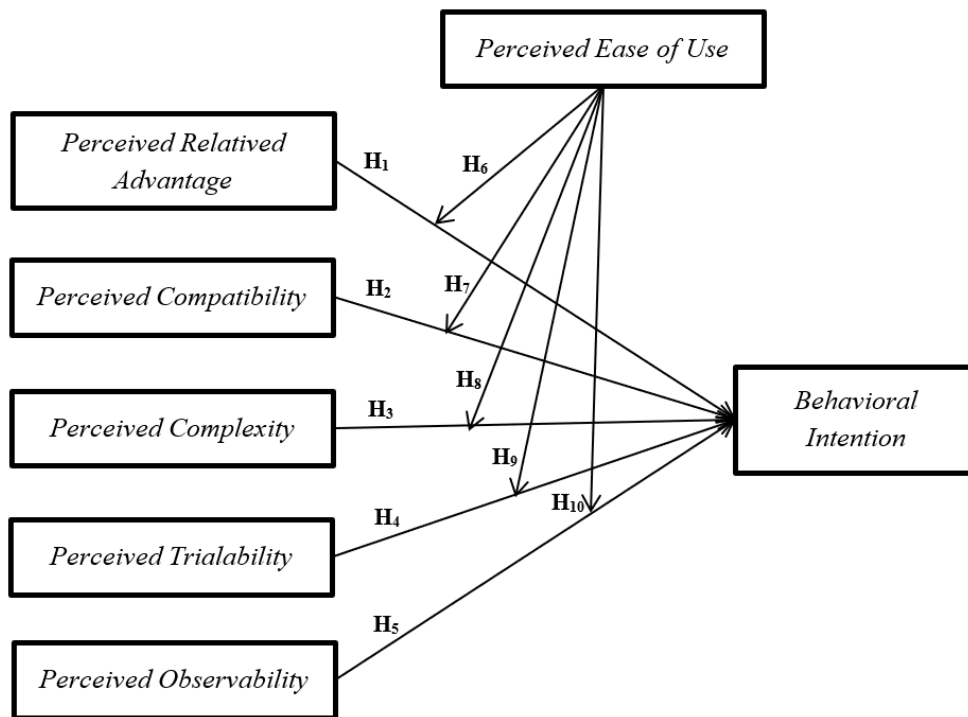 Perceived Ease of Use
Perceived Relatived
Advantage
H₁
H₆
Perceived Compatibility
H₂
H₇
Perceived Complexity
H₃
H₈
Behavioral
Intention
H₉
H₁₀
Perceived Trialability
H₄
H₅
Perceived Observability